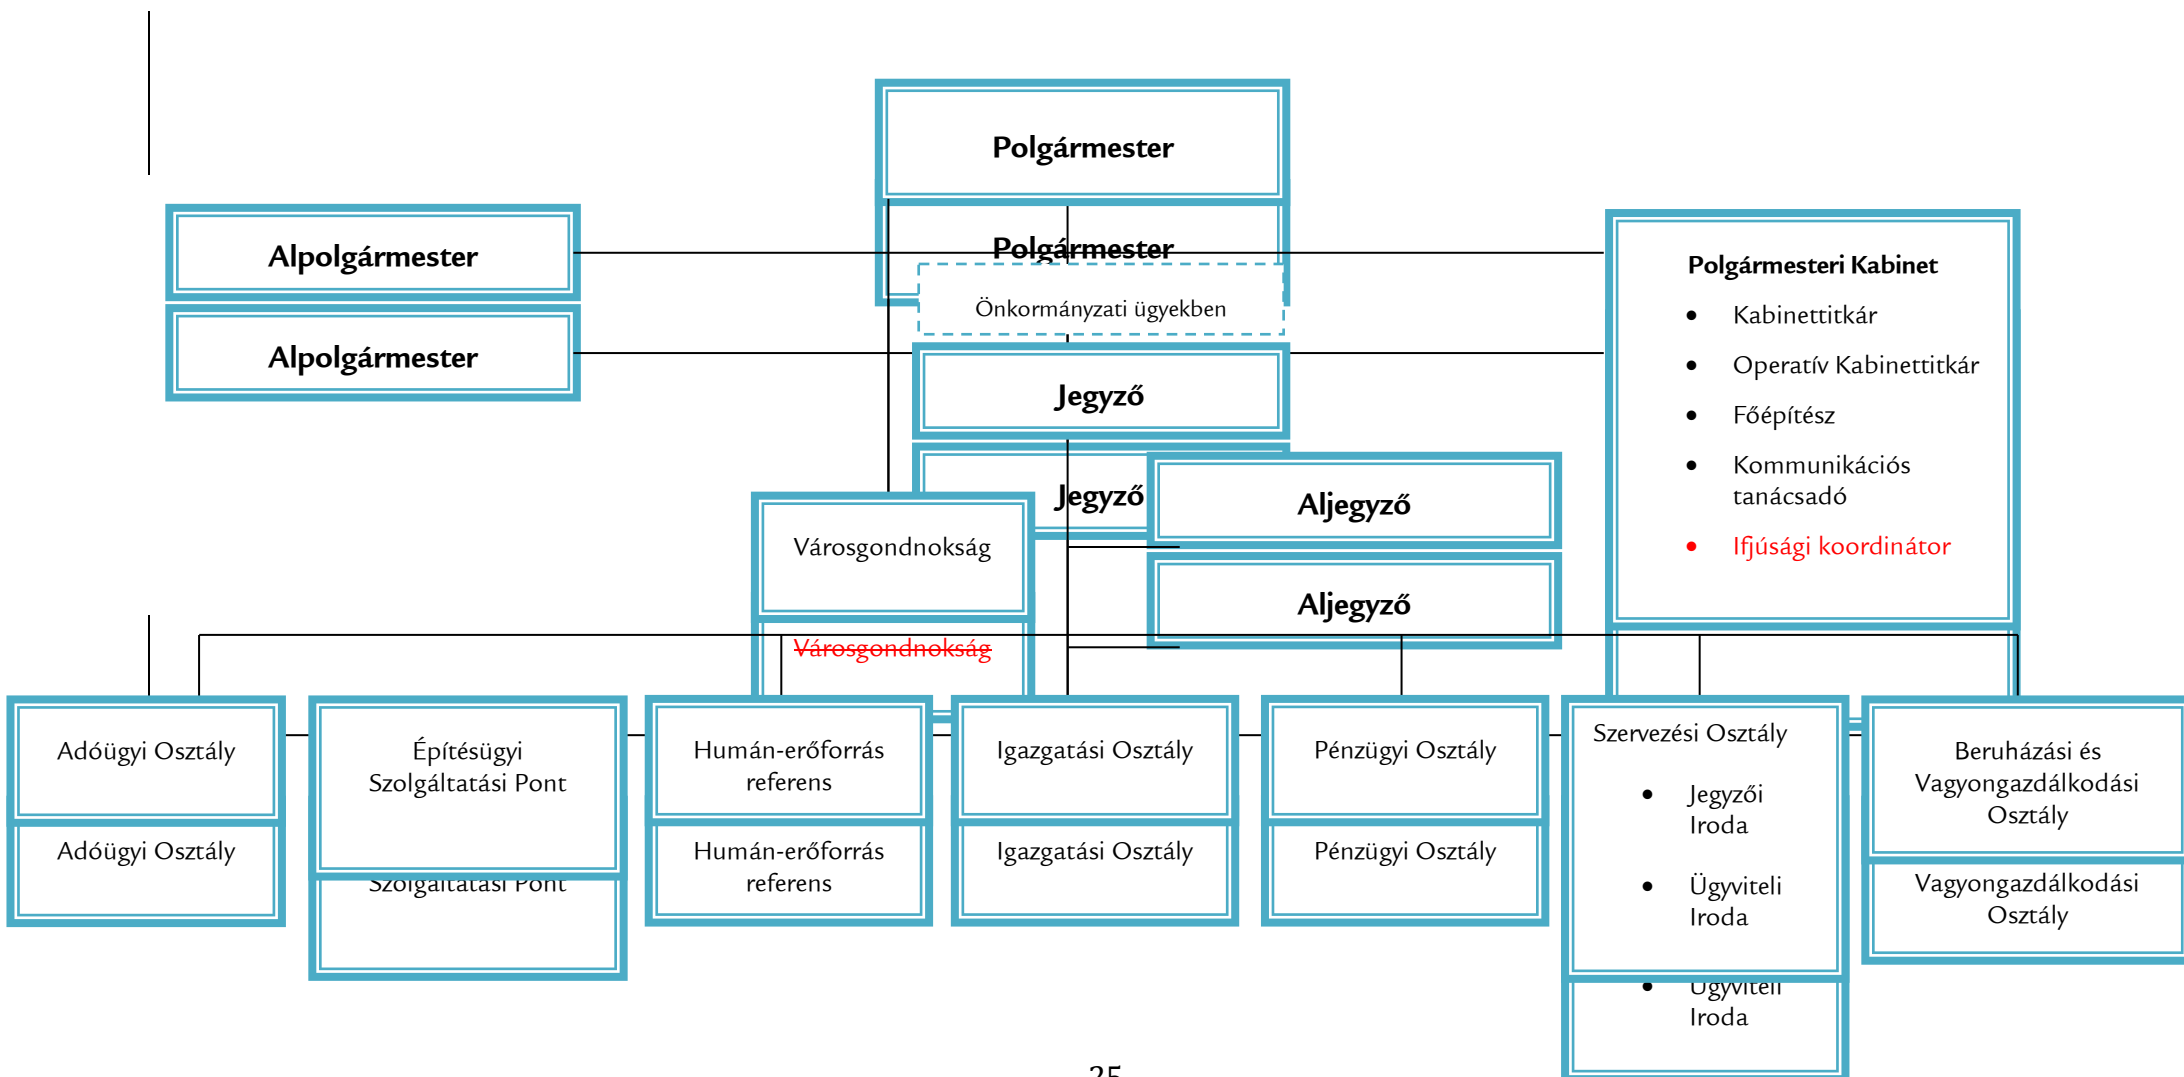 Polgármester
Polgármester
Alpolgármester
Alpolgármester
Önkormányzati ügyekben
Jegyző
Jegyző
Aljegyző
Aljegyző
Polgármesteri Kabinet
• Kabinettitkár
• Operatív Kabinettitkár
• Főépítész
• Kommunikációs
tanácsadó
• Ifjúsági koordinátor
Városgondnokság
Városgondnokság
Adóügyi Osztály
Adóügyi Osztály
Építésügyi
Szolgáltatási Pont
Szolgáltatási Pont
Humán-erőforrás
referens
Humán-erőforrás
referens
Igazgatási Osztály
Igazgatási Osztály
Pénzügyi Osztály
Pénzügyi Osztály
Szervezési Osztály
• Jegyzői
Iroda
• Ügyviteli
Iroda
• Ügyviteli
Iroda
Beruházási és
Vagyongazdálkodási
Osztály
Vagyongazdálkodási
Osztály
25